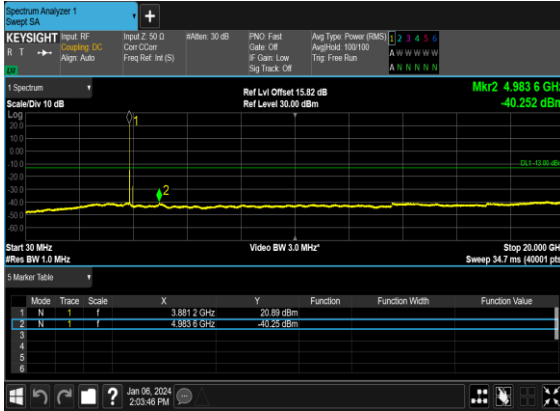 Spectrum Analyzer 1
Swept SA
+
KEYSIGHT Input: RF Input Z: 50 Ω #Atten: 30 dB PNO: Fast Avg Type: Power (RMS) 1 2 3 4 5 6
R T Coupling: DC Corr CCorr Gate: Off Avg|Hold: 100/100 A W W W W W
Align: Auto Freq Ref: Int (S) IF Gain: Low Trig: Free Run
Sig Track: Off A N N N N N
1 Spectrum Ref Lvl Offset 15.82 dB Mkr2 4.983 6 GHz
Scale/Div 10 dB Ref Level 30.00 dBm -40.252 dBm
Log
20.0
10.0
0.00
-10.0
DL1 -13.00 dBm
-20.0
-30.0
-40.0
-50.0
-60.0
1
2
Start 30 MHz Video BW 3.0 MHz* Stop 20.000 GHz
#Res BW 1.0 MHz Sweep 34.7 ms (40001 pts)
5 Marker Table
Mode Trace Scale X Y Function Function Width Function Value
1 N 1 f 3.881 2 GHz 20.89 dBm
2 N 1 f 4.983 6 GHz -40.25 dBm
3
4
5
6
? Jan 06, 2024
2:03:46 PM